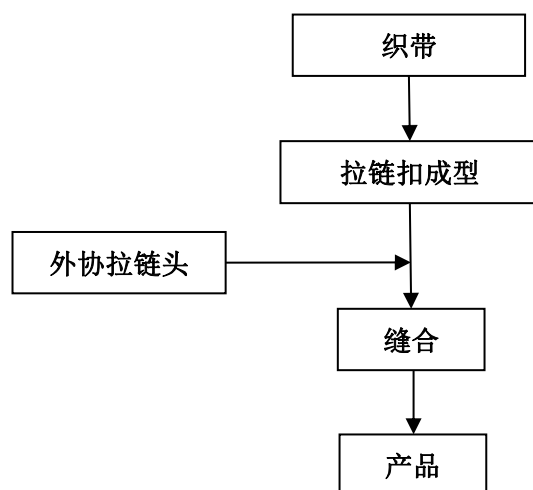 织带
拉链扣成型
外协拉链头
缝合
产品